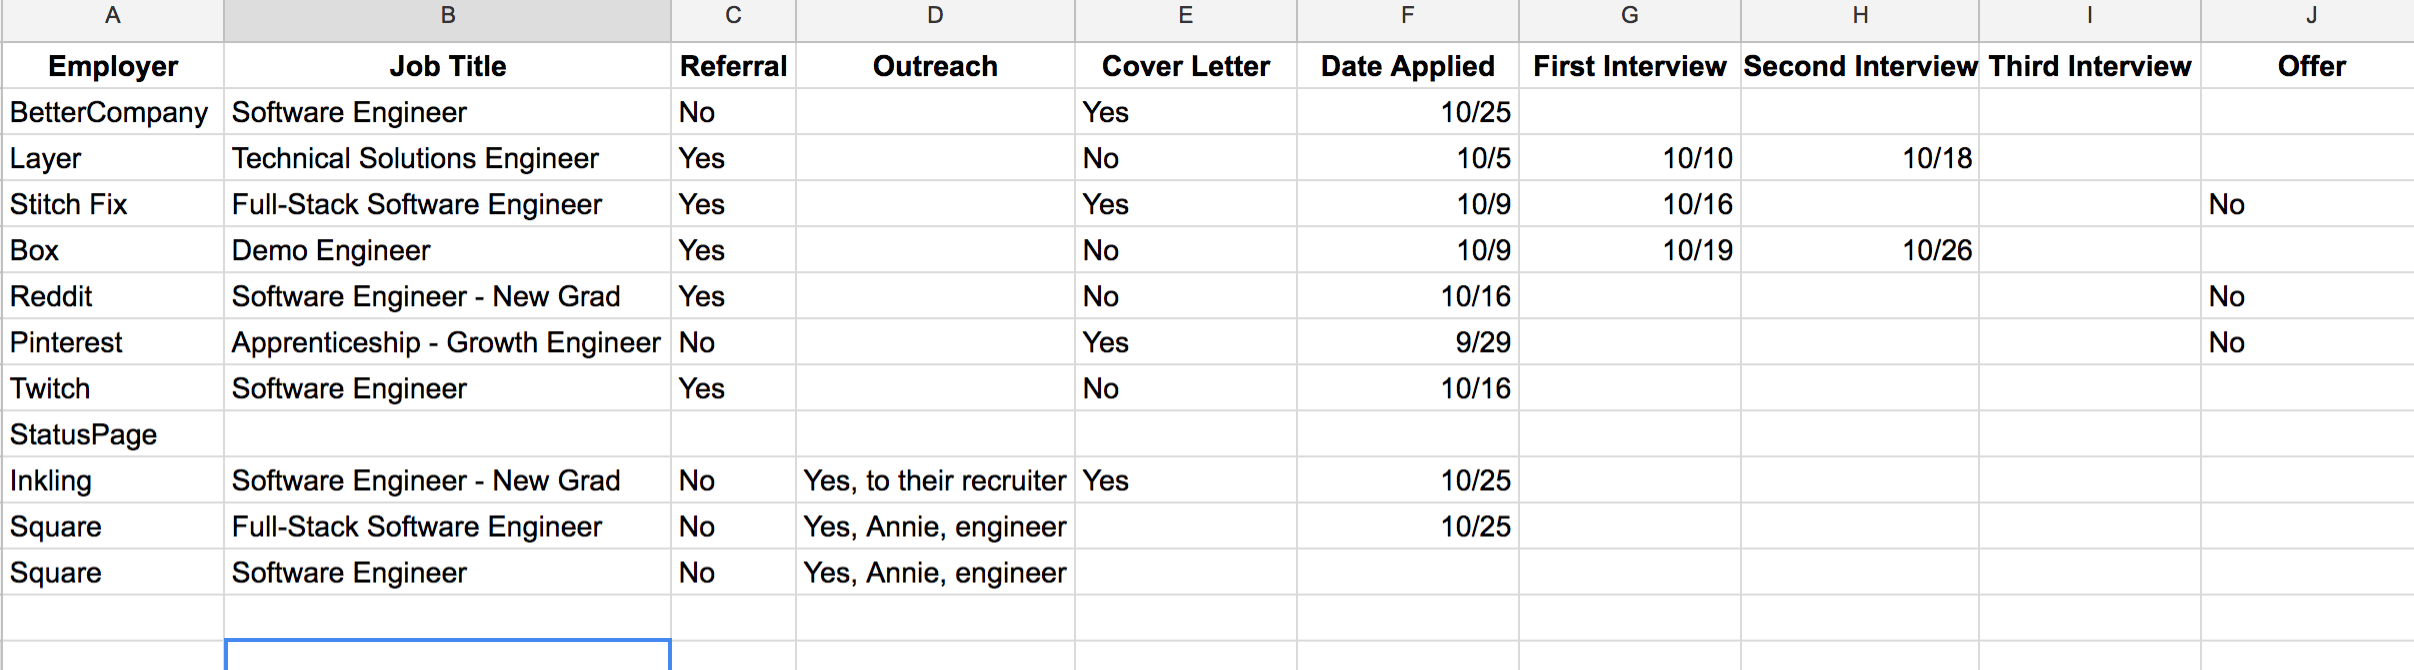 A B C D E F G H I J
Employer Job Title Referral Outreach Cover Letter Date Applied First Interview Second Interview Third Interview Offer
BetterCompany Software Engineer No Yes 10/25
Layer Technical Solutions Engineer Yes No 10/5 10/10 10/18
Stitch Fix Full-Stack Software Engineer Yes Yes 10/9 10/16 No
Box Demo Engineer Yes No 10/9 10/19 10/26
Reddit Software Engineer - New Grad Yes No 10/16 No
Pinterest Apprenticeship - Growth Engineer No Yes 9/29 No
Twitch Software Engineer Yes No 10/16
StatusPage
Inkling Software Engineer - New Grad No Yes, to their recruiter Yes 10/25
Square Full-Stack Software Engineer No Yes, Annie, engineer 10/25
Square Software Engineer No Yes, Annie, engineer